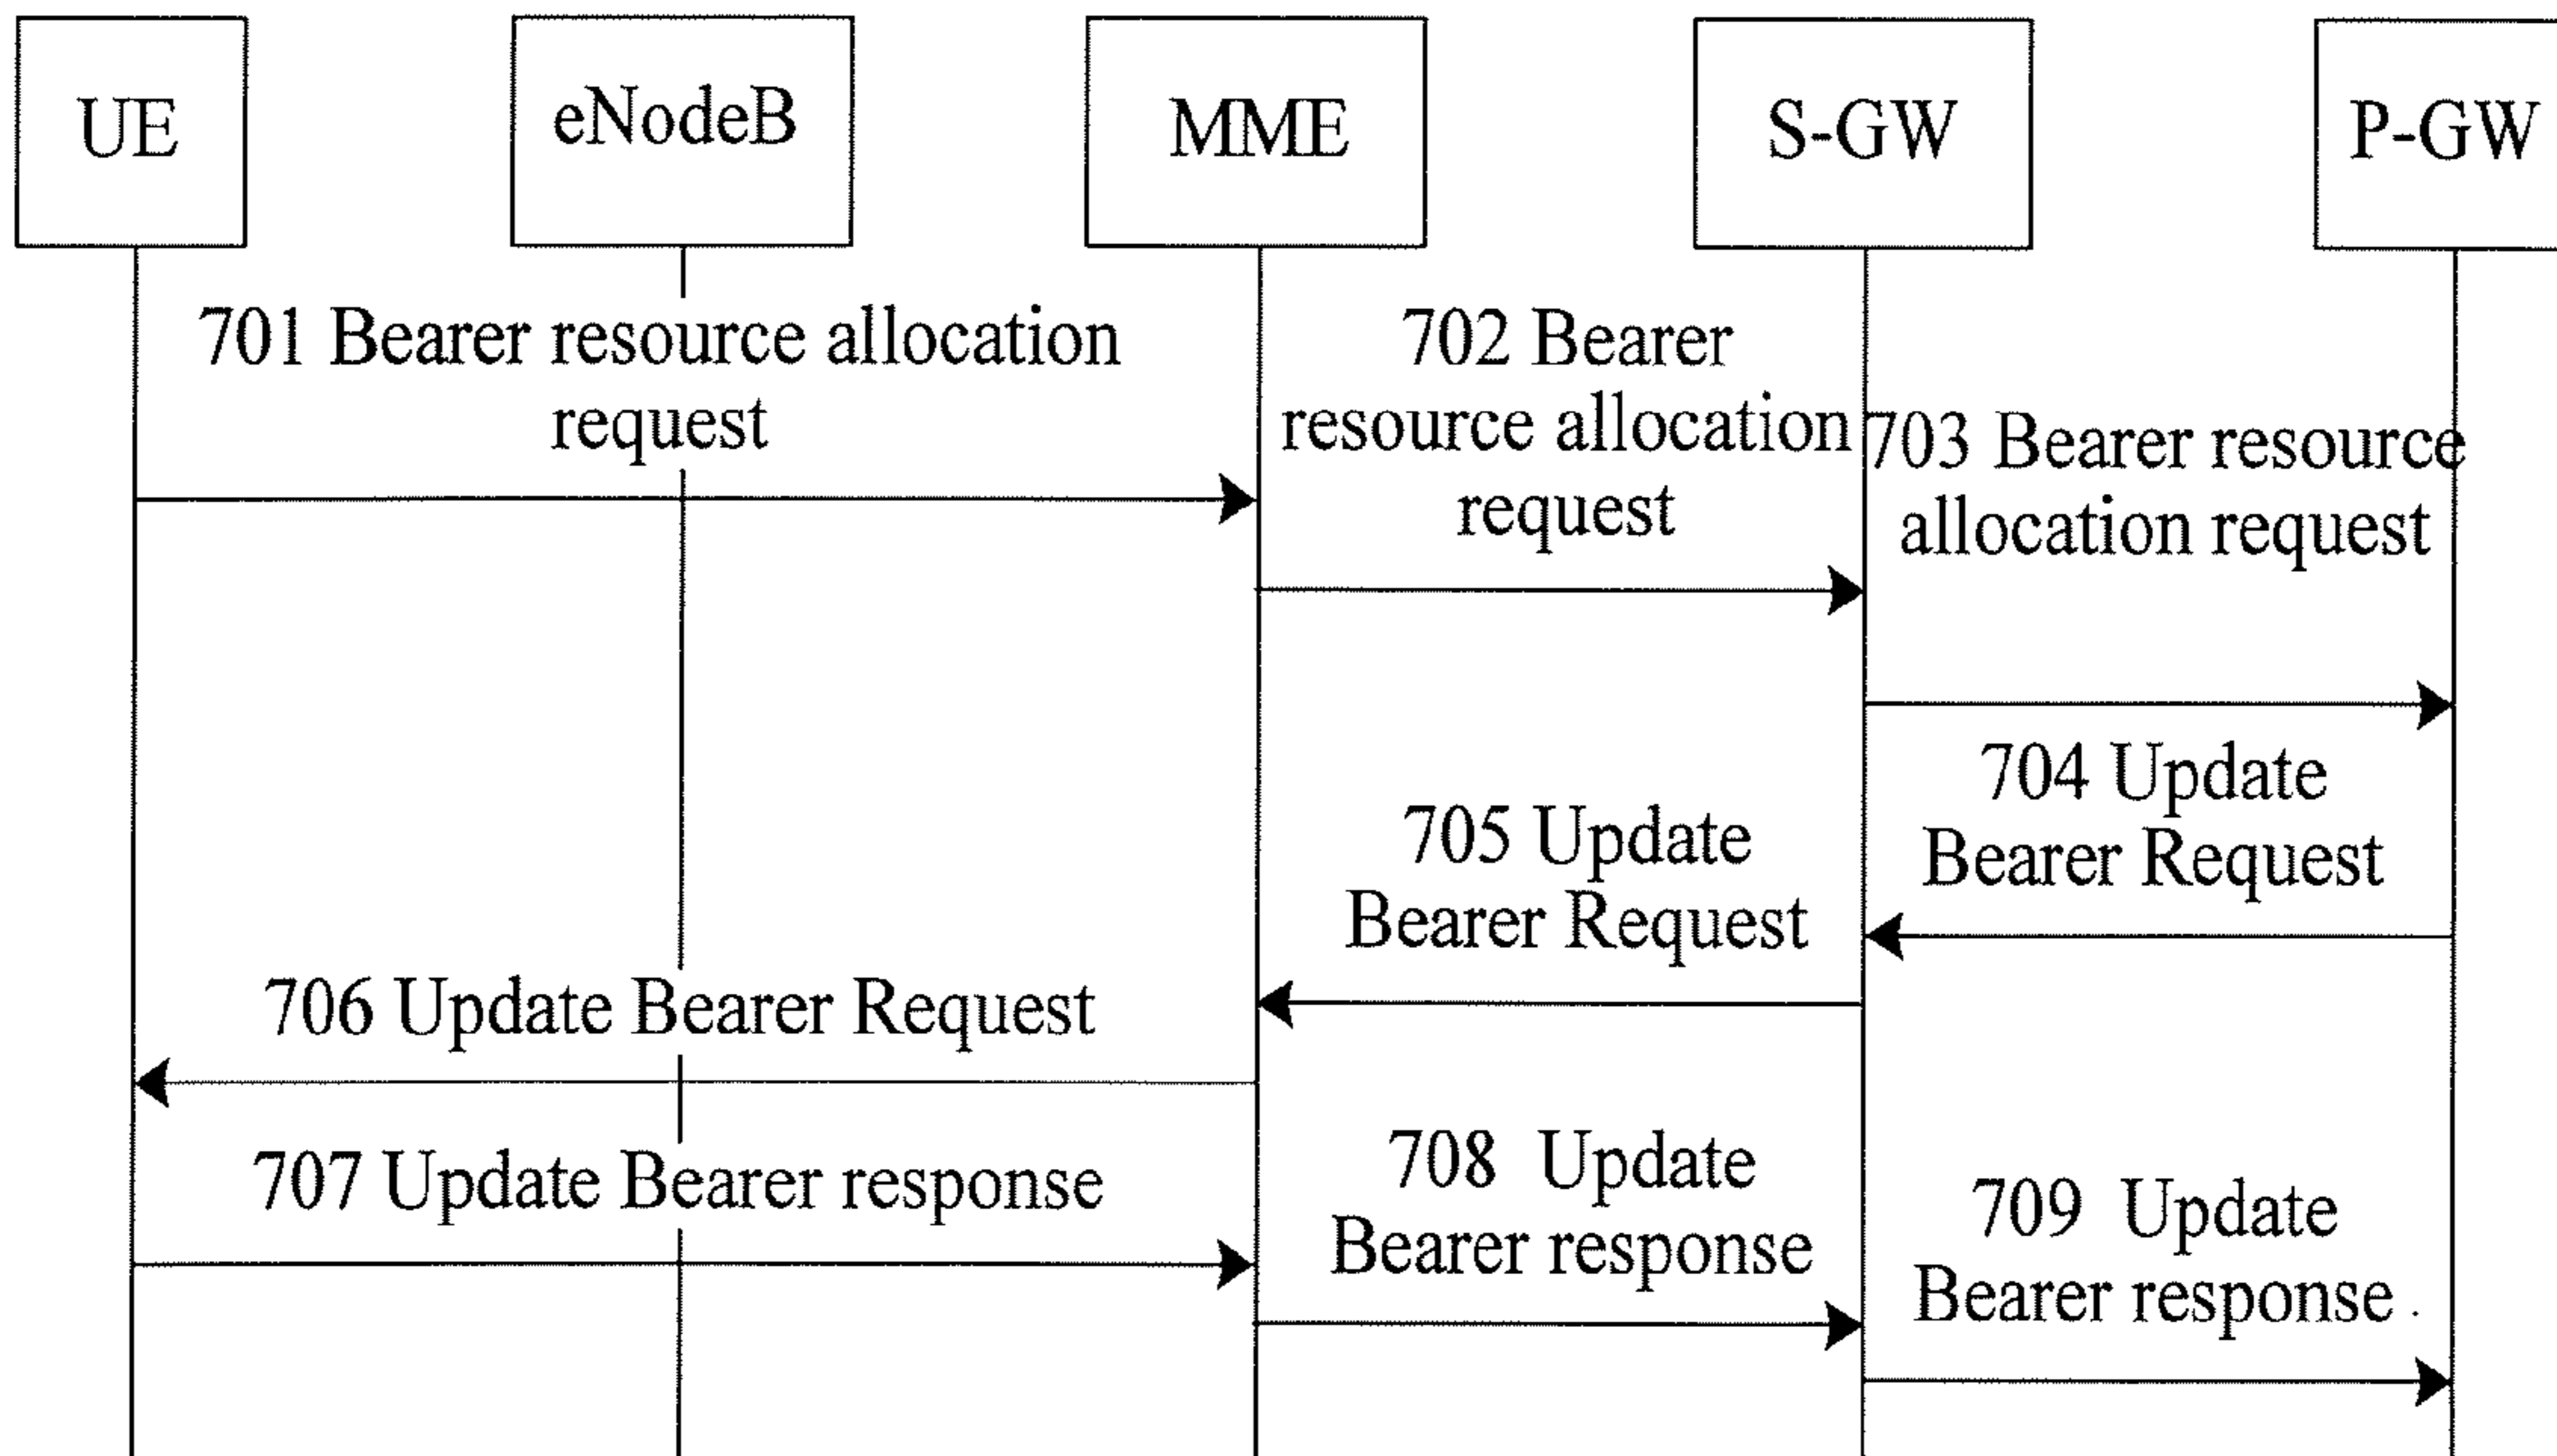 UE
eNodeB
MME
S-GW
P-GW
701 Bearer resource allocation
request
702 Bearer
resource allocation
request
703 Bearer resource
allocation request
704 Update
Bearer Request
705 Update
Bearer Request
706 Update Bearer Request
707 Update Bearer response
708 Update
Bearer response
709 Update
Bearer response